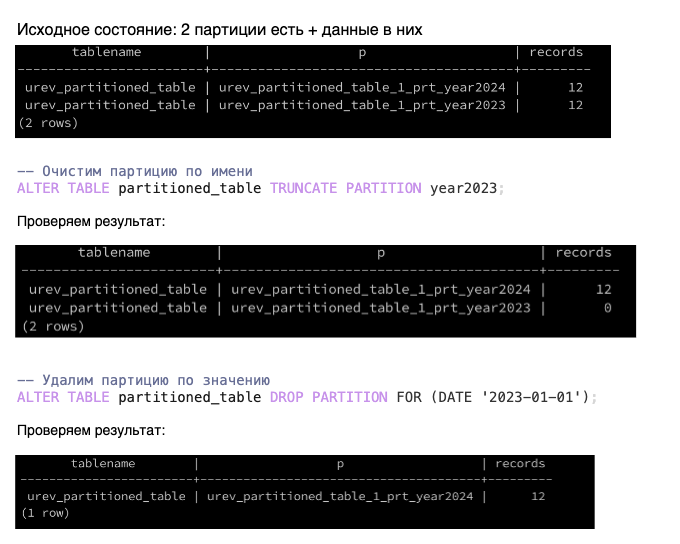 Исходное состояние: 2 партиции есть + данные в них
tablename | p | records
-----------------------+--------------------------------------+---------
urev_partitioned_table | urev_partitioned_table_1_prt_year2024 | 12
urev_partitioned_table | urev_partitioned_table_1_prt_year2023 | 12
(2 rows)
-- Очистим партицию по имени
ALTER TABLE partitioned_table TRUNCATE PARTITION year2023;
Проверяем результат:
tablename | p | records
------------------------+---------------------------------------+---------
urev_partitioned_table | urev_partitioned_table_1_prt_year2024 | 12
urev_partitioned_table | urev_partitioned_table_1_prt_year2023 | 0
(2 rows)
-- Удалим партицию по значению
ALTER TABLE partitioned_table DROP PARTITION FOR (DATE '2023-01-01');
Проверяем результат:
tablename | p | records
------------------------+---------------------------------------+---------
urev_partitioned_table | urev_partitioned_table_1_prt_year2024 | 12
(1 row)